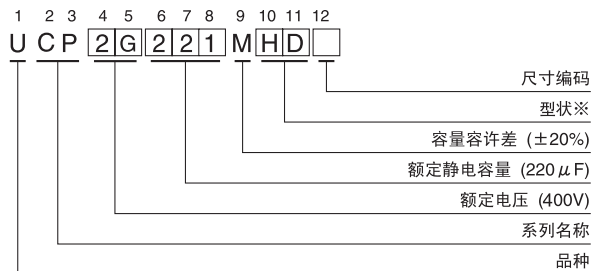 1 2 3 4 5 6 7 8 9 10 11 12
U C P 2 G 2 2 1 M H D
尺寸编码
型状※
容量容许差 (±20%)
额定静电容量 (220μF)
额定电压 (400V)
系列名称
品种